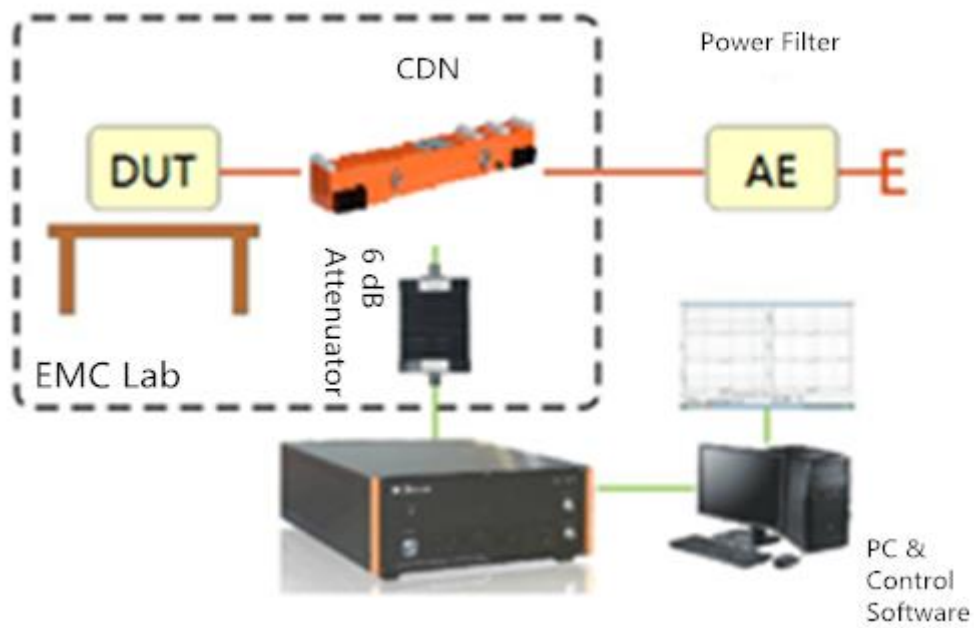 Power Filter
CDN
DUT
AE
6 dB
Attenuator
EMC Lab
PC &
Control
Software